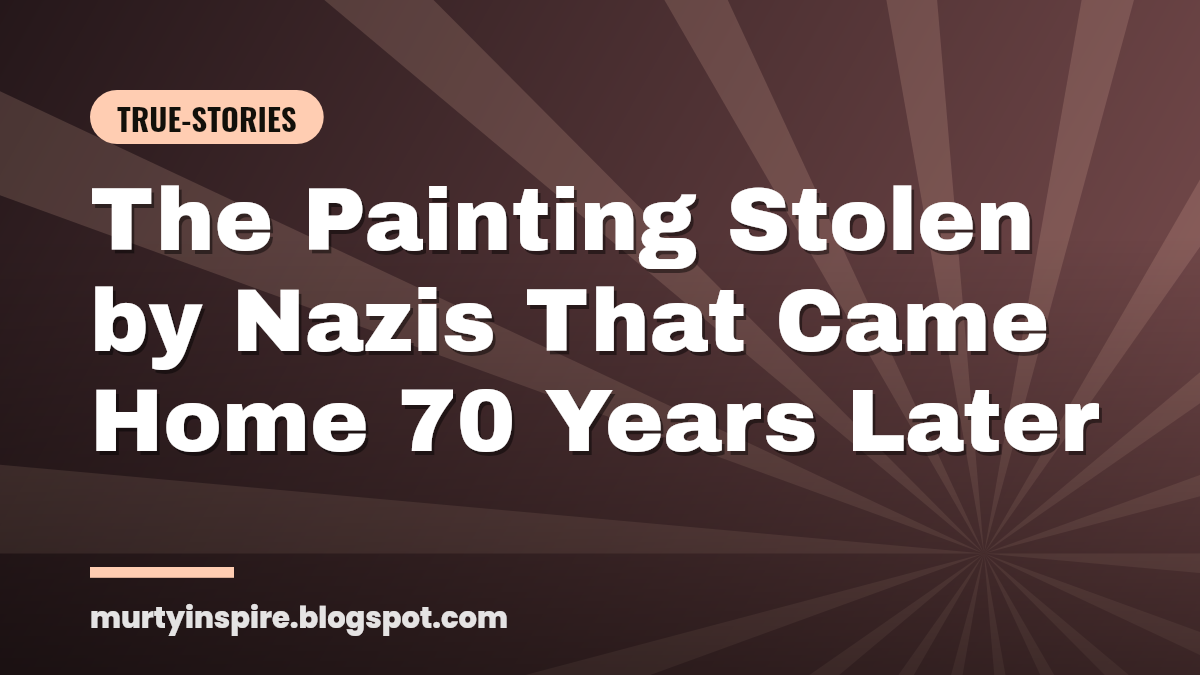 TRUE-STORIES
The Painting Stolen
by Nazis That Came
Home 70 Years Later
murtyinspire.blogspot.com